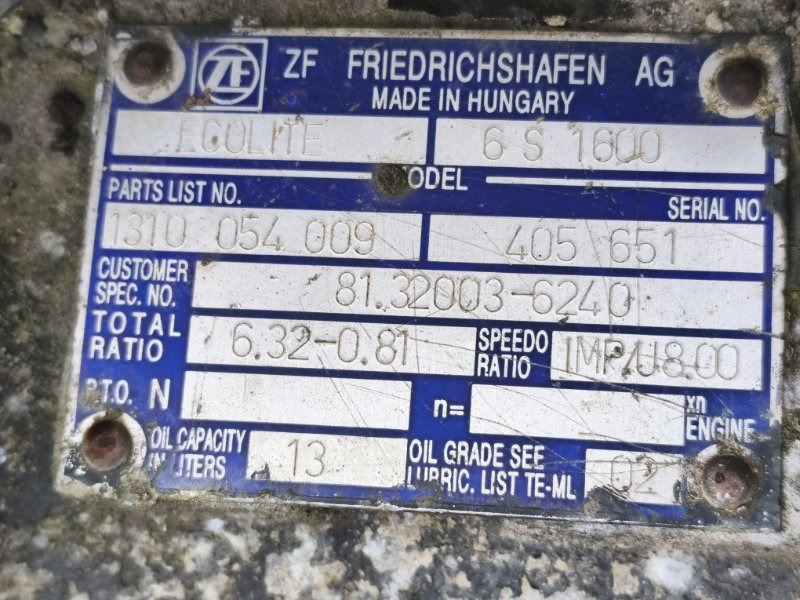 ZF ZF FRIEDRICHSHAFEN AG
MADE IN HUNGARY
ECOLITE 6 S 1600
MODEL
PARTS LIST NO. SERIAL NO.
1310 054 009 405 651
CUSTOMER SPEC. NO. 81.32003-6240
TOTAL RATIO 6.32-0.81 SPEEDO RATIO IMP/U8.00
P.T.O. N n= xn ENGINE
OIL CAPACITY IN LITERS 13 OIL GRADE SEE LUBRIC. LIST TE-ML 02